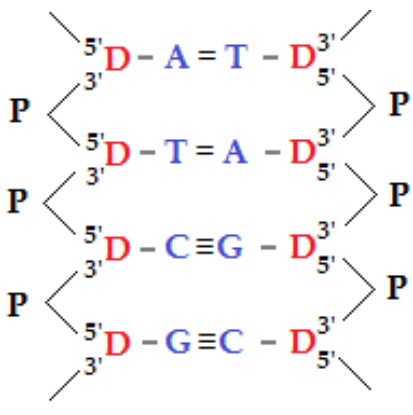 5' D – A = T – D 3'
3' 5'
P P
5' D – T = A – D 3'
3' 5'
P P
5' D – C ≡ G – D 3'
3' 5'
P P
5' D – G ≡ C – D 3'
3' 5'